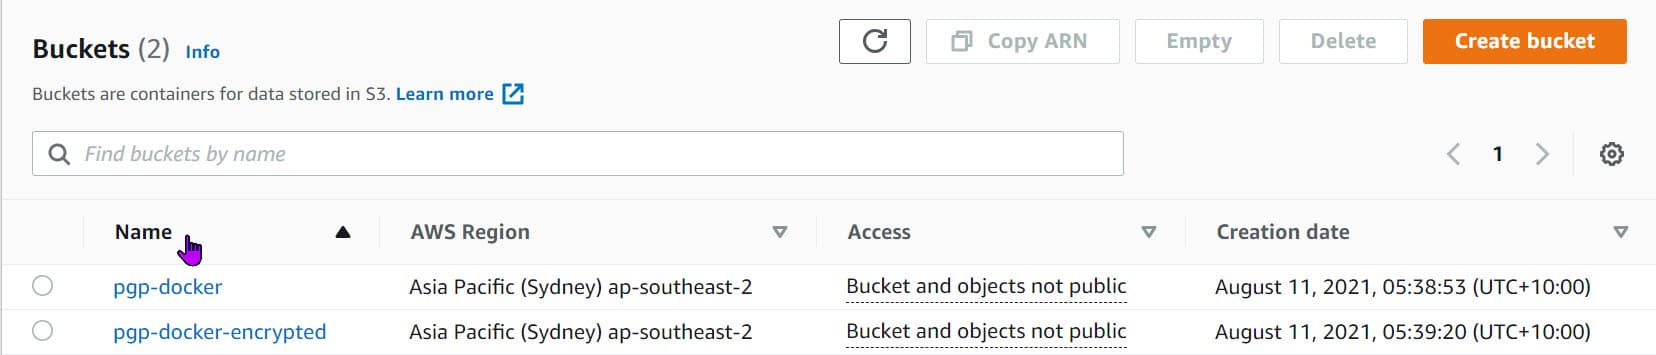 Buckets (2) Info
Copy ARN
Empty
Delete
Create bucket
Buckets are containers for data stored in S3. Learn more
Find buckets by name
1
Name AWS Region Access Creation date
pgp-docker Asia Pacific (Sydney) ap-southeast-2 Bucket and objects not public August 11, 2021, 05:38:53 (UTC+10:00)
pgp-docker-encrypted Asia Pacific (Sydney) ap-southeast-2 Bucket and objects not public August 11, 2021, 05:39:20 (UTC+10:00)